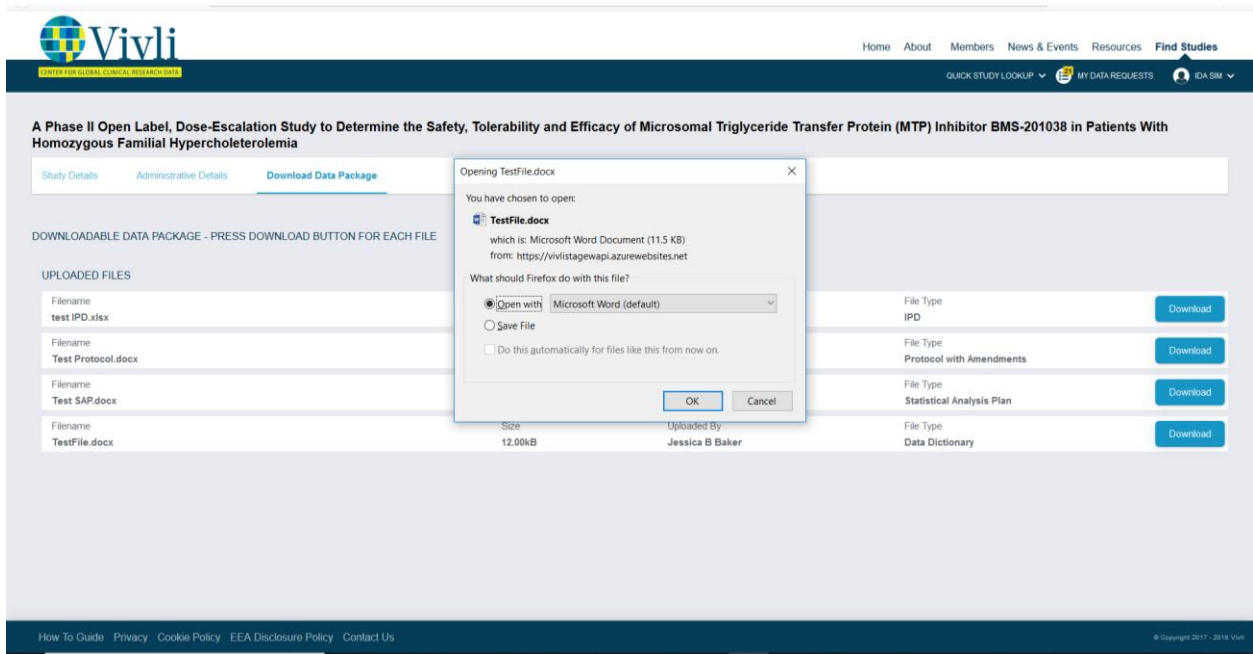 Vivli
CENTER FOR GLOBAL CLINICAL RESEARCH DATA
Home About Members News & Events Resources Find Studies
QUICK STUDY LOOKUP 21 MY DATA REQUESTS IDA SIM
A Phase II Open Label, Dose-Escalation Study to Determine the Safety, Tolerability and Efficacy of Microsomal Triglyceride Transfer Protein (MTP) Inhibitor BMS-201038 in Patients With
Homozygous Familial Hypercholeterolemia
Study Details Administrative Details Download Data Package
DOWNLOADABLE DATA PACKAGE - PRESS DOWNLOAD BUTTON FOR EACH FILE
UPLOADED FILES
Filename File Type
test IPD.xlsx IPD Download
Filename File Type
Test Protocol.docx Protocol with Amendments Download
Filename File Type
Test SAP.docx Statistical Analysis Plan Download
Filename Size Uploaded By File Type
TestFile.docx 12.00kB Jessica B Baker Data Dictionary Download
Opening TestFile.docx
You have chosen to open:
TestFile.docx
which is: Microsoft Word Document (11.5 KB)
from: https://vivlistagewapi.azurewebsites.net
What should Firefox do with this file?
Open with Microsoft Word (default)
Save File
Do this automatically for files like this from now on.
OK Cancel
How To Guide Privacy Cookie Policy EEA Disclosure Policy Contact Us
© Copyright 2017 - 2018 Vivli